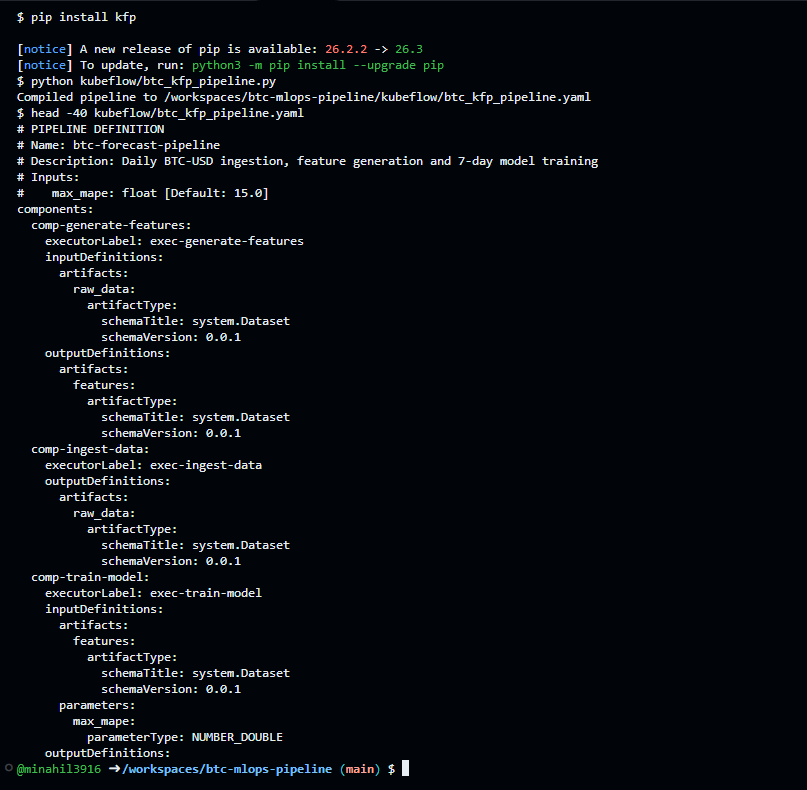 $ pip install kfp

[notice] A new release of pip is available: 26.2.2 -> 26.3
[notice] To update, run: python3 -m pip install --upgrade pip
$ python kubeflow/btc_kfp_pipeline.py
Compiled pipeline to /workspaces/btc-mlops-pipeline/kubeflow/btc_kfp_pipeline.yaml
$ head -40 kubeflow/btc_kfp_pipeline.yaml
# PIPELINE DEFINITION
# Name: btc-forecast-pipeline
# Description: Daily BTC-USD ingestion, feature generation and 7-day model training
# Inputs:
#    max_mape: float [Default: 15.0]
components:
  comp-generate-features:
    executorLabel: exec-generate-features
    inputDefinitions:
      artifacts:
        raw_data:
          artifactType:
            schemaTitle: system.Dataset
            schemaVersion: 0.0.1
    outputDefinitions:
      artifacts:
        features:
          artifactType:
            schemaTitle: system.Dataset
            schemaVersion: 0.0.1
  comp-ingest-data:
    executorLabel: exec-ingest-data
    outputDefinitions:
      artifacts:
        raw_data:
          artifactType:
            schemaTitle: system.Dataset
            schemaVersion: 0.0.1
  comp-train-model:
    executorLabel: exec-train-model
    inputDefinitions:
      artifacts:
        features:
          artifactType:
            schemaTitle: system.Dataset
            schemaVersion: 0.0.1
      parameters:
        max_mape:
          parameterType: NUMBER_DOUBLE
    outputDefinitions:
@minahil3916 ➜/workspaces/btc-mlops-pipeline (main) $